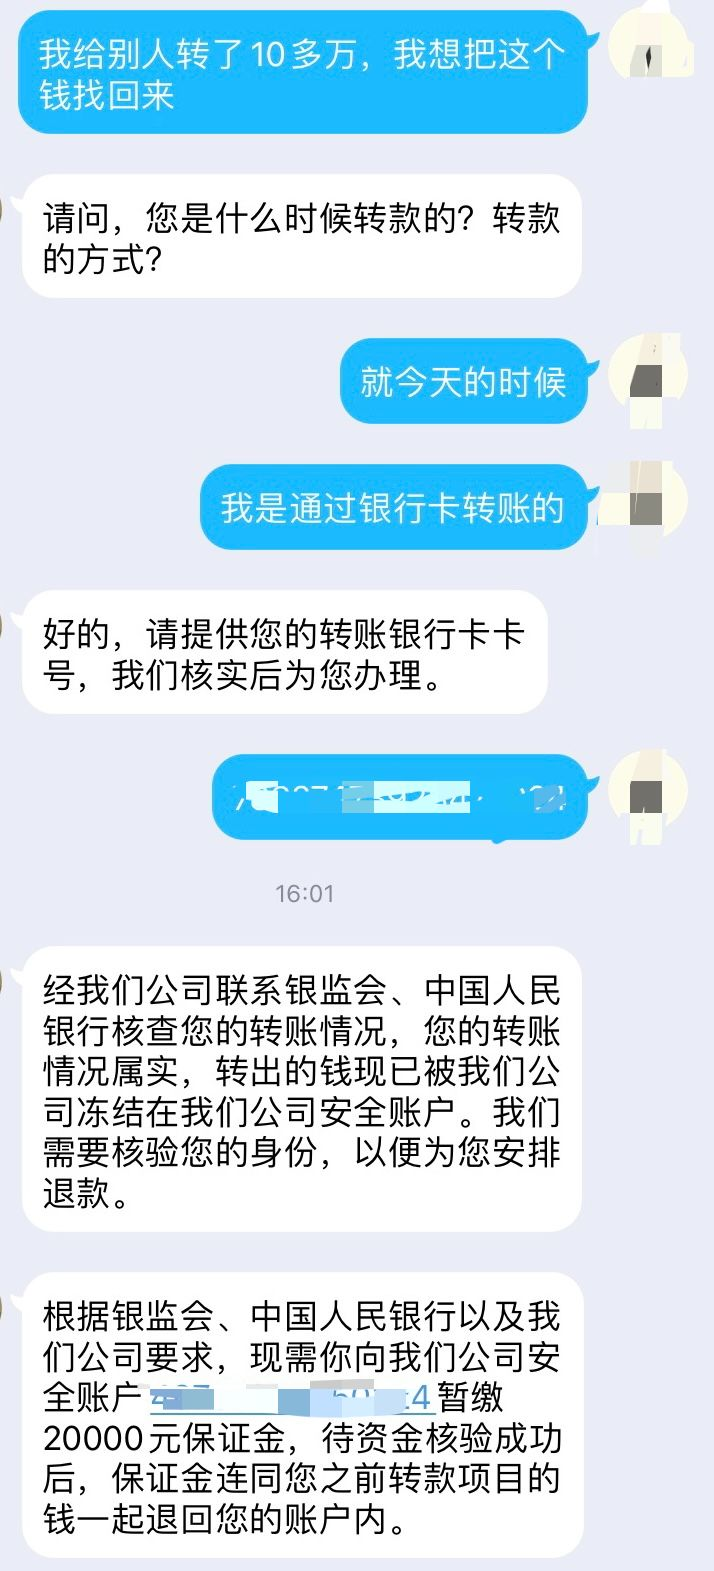 我给别人转了10多万，我想把这个
钱找回来
请问，您是什么时候转款的？转款
的方式？
就今天的时候
我是通过银行卡转账的
好的，请提供您的转账银行卡卡
号，我们核实后为您办理。
16:01
经我们公司联系银监会、中国人民
银行核查您的转账情况，您的转账
情况属实，转出的钱现已被我们公
司冻结在我们公司安全账户。我们
需要核验您的身份，以便为您安排
退款。
根据银监会、中国人民银行以及我
们公司要求，现需你向我们公司安
全账户 暂缴
20000元保证金，待资金核验成功
后，保证金连同您之前转款项目的
钱一起退回您的账户内。